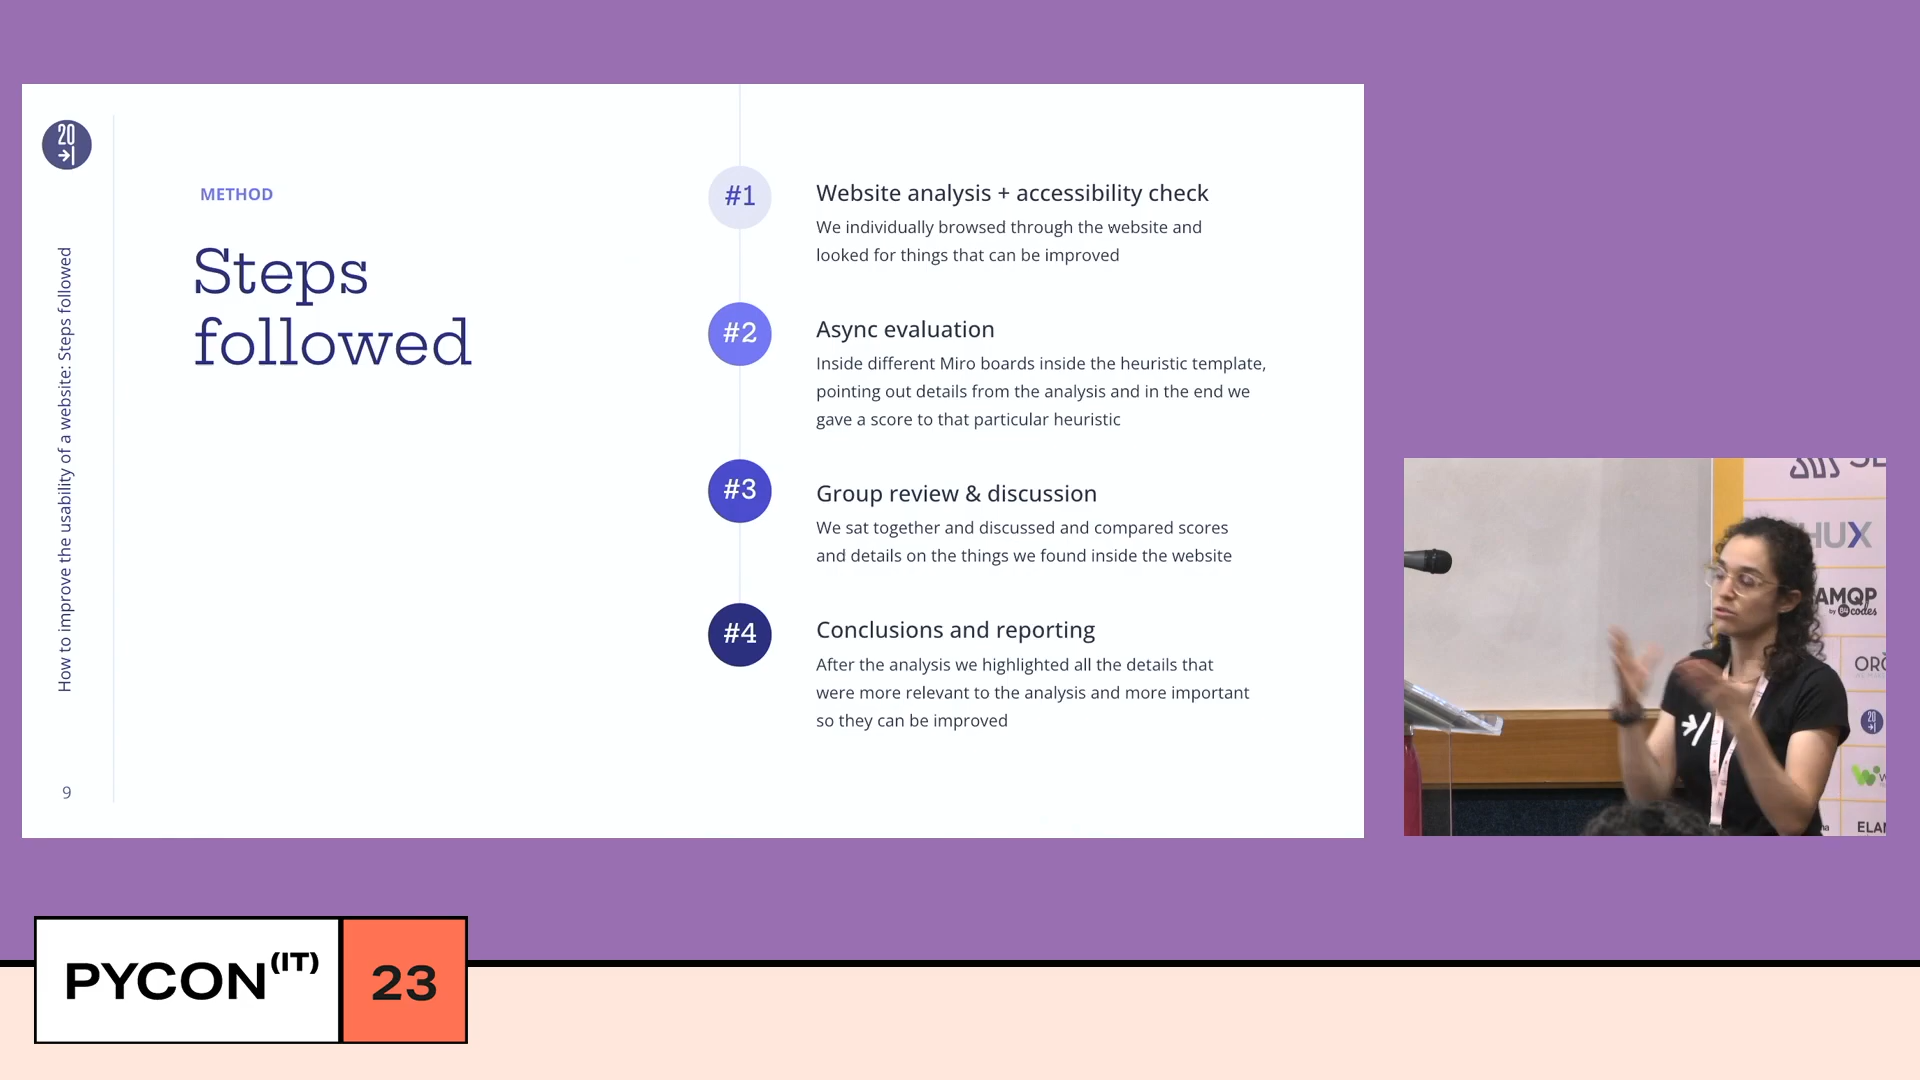 20
METHOD
Steps
followed
How to improve the usability of a website: Steps followed
9
#1
Website analysis + accessibility check
We individually browsed through the website and
looked for things that can be improved
#2
Async evaluation
Inside different Miro boards inside the heuristic template,
pointing out details from the analysis and in the end we
gave a score to that particular heuristic
#3
Group review & discussion
We sat together and discussed and compared scores
and details on the things we found inside the website
#4
Conclusions and reporting
After the analysis we highlighted all the details that
were more relevant to the analysis and more important
so they can be improved
HUX
AMQP
by 84 codes
20
ELA
PYCON(IT) 23